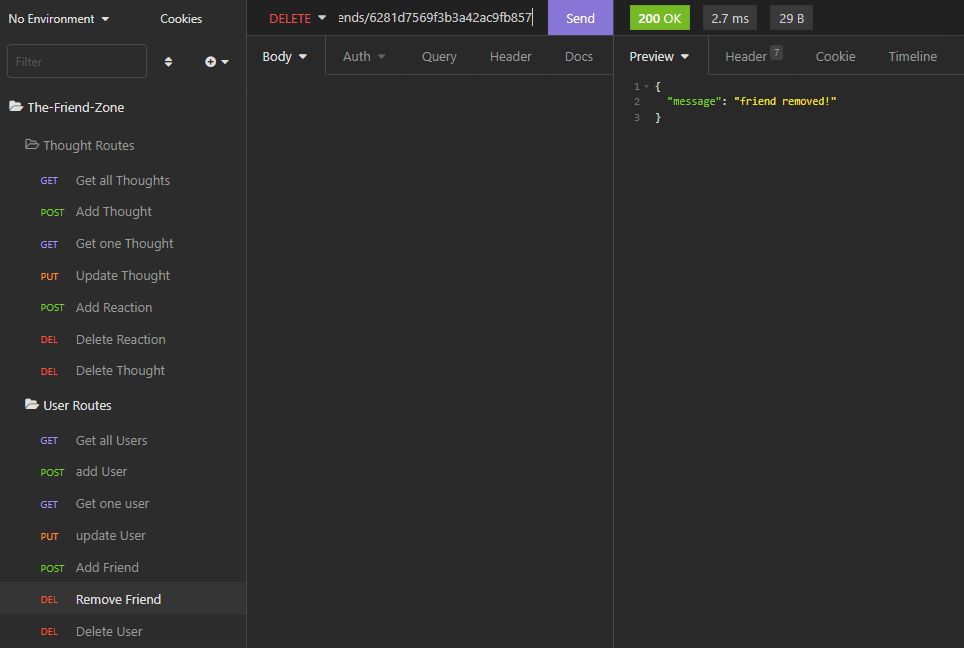 No Environment
Cookies
DELETE
ends/6281d7569f3b3a42ac9fb857
Send
200 OK
2.7 ms
29 B
Filter
Body
Auth
Query
Header
Docs
Preview
Header 7
Cookie
Timeline
The-Friend-Zone
Thought Routes
GET Get all Thoughts
POST Add Thought
GET Get one Thought
PUT Update Thought
POST Add Reaction
DEL Delete Reaction
DEL Delete Thought
User Routes
GET Get all Users
POST add User
GET Get one user
PUT update User
POST Add Friend
DEL Remove Friend
DEL Delete User
1 {
2 "message": "friend removed!"
3 }